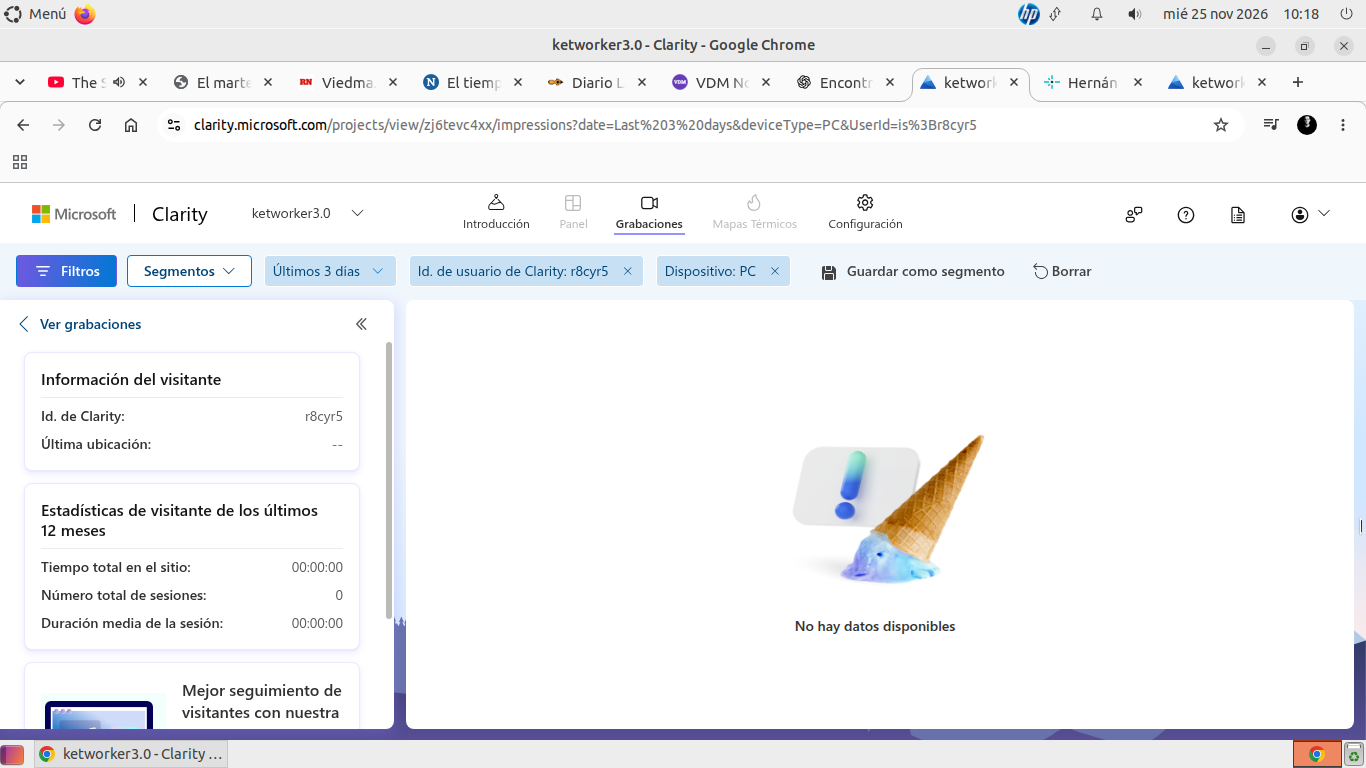 Menú
mié 25 nov 2026 10:18
ketworker3.0 - Clarity - Google Chrome
The S
El marte
RN Viedma
N El tiemp
Diario L
VDM VDM No
Encontr
ketwork
Hernán
ketwork
clarity.microsoft.com/projects/view/zj6tevc4xx/impressions?date=Last%203%20days&deviceType=PC&UserId=is%3Br8cyr5
Microsoft Clarity ketworker3.0
Introducción
Panel
Grabaciones
Mapas Térmicos
Configuración
Filtros
Segmentos
Últimos 3 días
Id. de usuario de Clarity: r8cyr5
Dispositivo: PC
Guardar como segmento
Borrar
Ver grabaciones
Información del visitante
Id. de Clarity: r8cyr5
Última ubicación: --
Estadísticas de visitante de los últimos
12 meses
Tiempo total en el sitio: 00:00:00
Número total de sesiones: 0
Duración media de la sesión: 00:00:00
Mejor seguimiento de
visitantes con nuestra
No hay datos disponibles
ketworker3.0 - Clarity ...